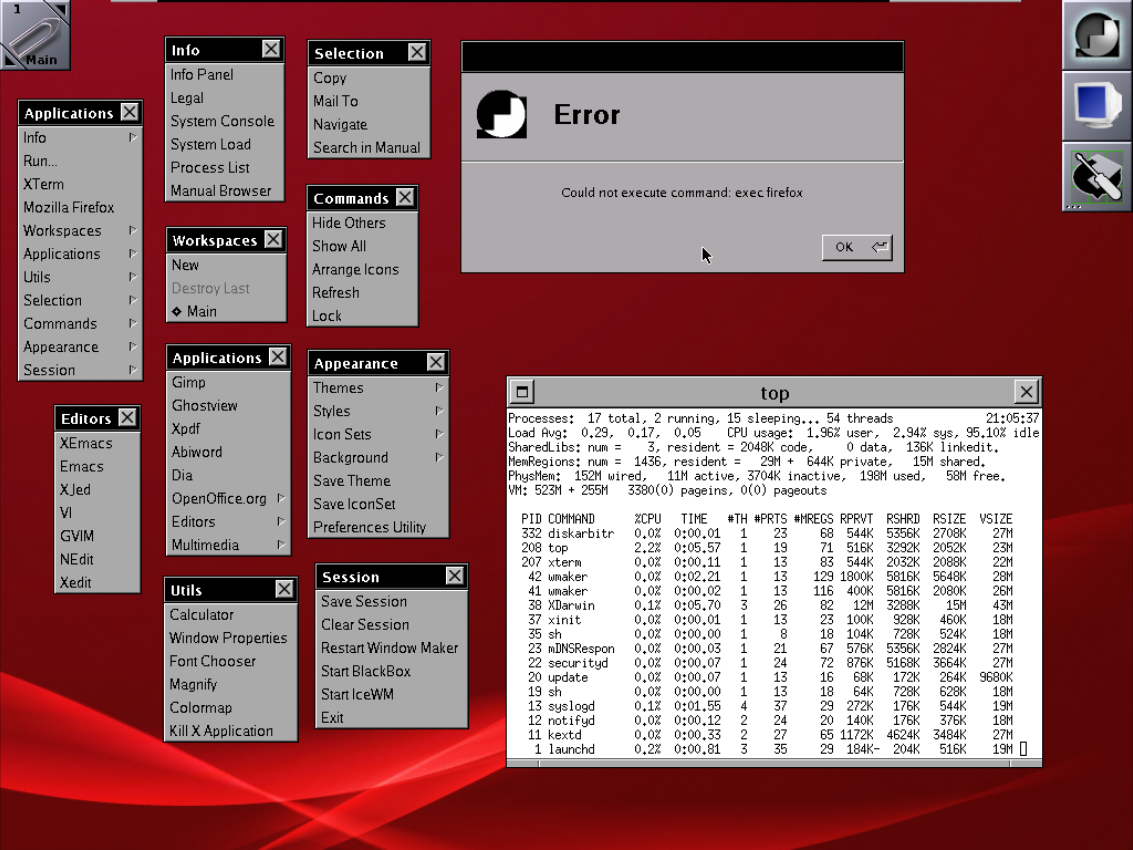 1
Main
Applications
Info
Run...
XTerm
Mozilla Firefox
Workspaces
Applications
Utils
Selection
Commands
Appearance
Session
Editors
XEmacs
Emacs
XJed
VI
GVIM
NEdit
Xedit
Info
Info Panel
Legal
System Console
System Load
Process List
Manual Browser
Workspaces
New
Destroy Last
Main
Applications
Gimp
Ghostview
Xpdf
Abiword
Dia
OpenOffice.org
Editors
Multimedia
Utils
Calculator
Window Properties
Font Chooser
Magnify
Colormap
Kill X Application
Selection
Copy
Mail To
Navigate
Search in Manual
Commands
Hide Others
Show All
Arrange Icons
Refresh
Lock
Appearance
Themes
Styles
Icon Sets
Background
Save Theme
Save IconSet
Preferences Utility
Session
Save Session
Clear Session
Restart Window Maker
Start BlackBox
Start IceWM
Exit
Error
Could not execute command: exec firefox
OK
top
Processes: 17 total, 2 running, 15 sleeping... 54 threads 21:05:37
Load Avg: 0.29, 0.17, 0.05 CPU usage: 1.96% user, 2.94% sys, 95.10% idle
SharedLibs: num = 3, resident = 2048K code, 0 data, 136K linkedit.
MemRegions: num = 1436, resident = 29M + 644K private, 15M shared.
PhysMem: 152M wired, 11M active, 3704K inactive, 198M used, 58M free.
VM: 523M + 255M 3380(0) pageins, 0(0) pageouts
PID COMMAND %CPU TIME #TH #PRTS #MREGS RPRVT RSHRD RSIZE VSIZE
332 diskarbitr 0.0% 0:00.01 1 23 68 544K 5356K 2708K 27M
208 top 2.2% 0:05.57 1 19 71 516K 3292K 2052K 23M
207 xterm 0.0% 0:00.11 1 13 83 544K 2032K 2088K 22M
42 wmaker 0.0% 0:02.21 1 13 129 1800K 5816K 5648K 28M
41 wmaker 0.0% 0:00.02 1 13 116 400K 5816K 2080K 26M
38 XDarwin 0.1% 0:05.70 3 26 82 12M 3288K 15M 43M
37 xinit 0.0% 0:00.01 1 13 23 100K 928K 460K 18M
35 sh 0.0% 0:00.00 1 8 18 104K 728K 524K 18M
23 mDNSRespon 0.0% 0:00.03 1 21 67 576K 5356K 2824K 27M
22 securityd 0.0% 0:00.07 1 24 72 876K 5168K 3664K 27M
20 update 0.0% 0:00.07 1 13 16 68K 172K 264K 9680K
19 sh 0.0% 0:00.00 1 13 18 64K 728K 628K 18M
13 syslogd 0.1% 0:01.55 4 37 29 272K 176K 544K 19M
12 notifyd 0.0% 0:00.12 2 24 20 140K 176K 376K 18M
11 kextd 0.0% 0:00.33 2 27 65 1172K 4624K 3484K 27M
1 launchd 0.2% 0:00.81 3 35 29 184K- 204K 516K 19M